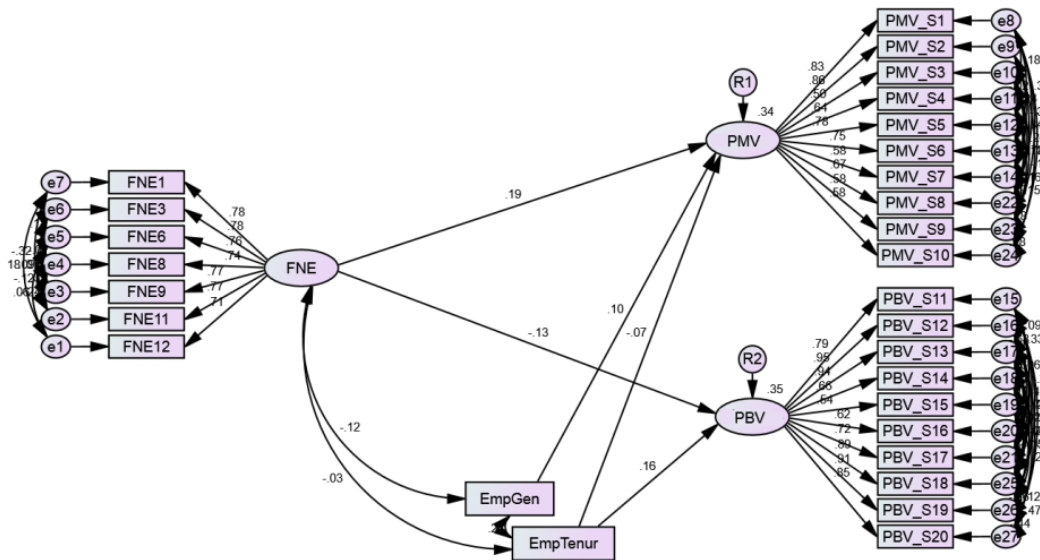 e7 FNE1
e6 FNE3
e5 FNE6
e4 FNE8
e3 FNE9
e2 FNE11
e1 FNE12
-.32
-.12
.78
.78
.76
.74
.77
.77
.71
FNE
.19
-.13
-.12
-.03
.10
-.07
.16
EmpGen
EmpTenur
R1
.34
PMV
.83
.86
.50
.64
.78
.75
.58
.67
.58
.58
PMV_S1 e8
PMV_S2 e9
PMV_S3 e10
PMV_S4 e11
PMV_S5 e12
PMV_S6 e13
PMV_S7 e14
PMV_S8 e22
PMV_S9 e23
PMV_S10 e24
R2
.35
PBV
.79
.95
.94
.66
.54
.62
.72
.89
.91
.85
PBV_S11 e15
PBV_S12 e16
PBV_S13 e17
PBV_S14 e18
PBV_S15 e19
PBV_S16 e20
PBV_S17 e21
PBV_S18 e25
PBV_S19 e26
PBV_S20 e27